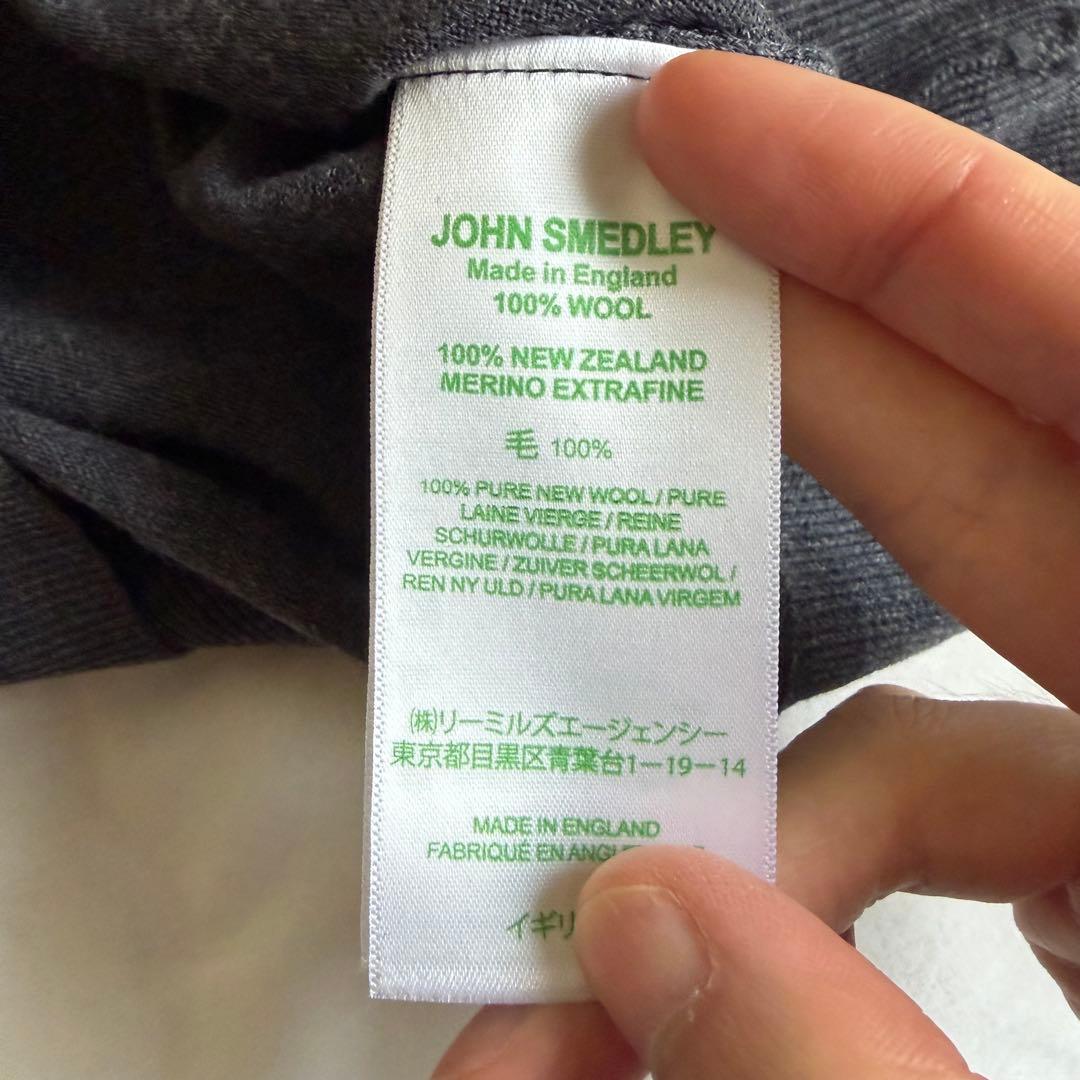 JOHN SMEDLEY
Made in England
100% WOOL
100% NEW ZEALAND
MERINO EXTRAFINE
毛 100%
100% PURE NEW WOOL / PURE
LAINE VIERGE / REINE
SCHURWOLLE / PURA LANA
VERGINE / ZUIVER SCHEERWOL /
REN NY ULD / PURA LANA VIRGEM
㈱リーミルズエージェンシー
東京都目黒区青葉台1-19-14
MADE IN ENGLAND
FABRIQUE EN